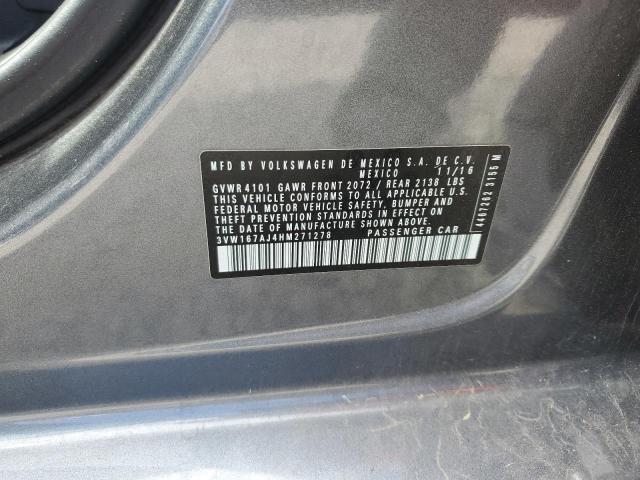 MFD BY VOLKSWAGEN DE MEXICO S.A. DE C.V.
MEXICO 11/16
GVWR 4101 GAWR FRONT 2072 / REAR 2138 LBS
THIS VEHICLE CONFORMS TO ALL APPLICABLE U.S.
FEDERAL MOTOR VEHICLE SAFETY, BUMPER, AND
THEFT PREVENTION STANDARDS IN EFFECT ON
THE DATE OF MANUFACTURE SHOWN ABOVE
3VW167AJ4HM271278 PASSENGER CAR
4467262 3155 M